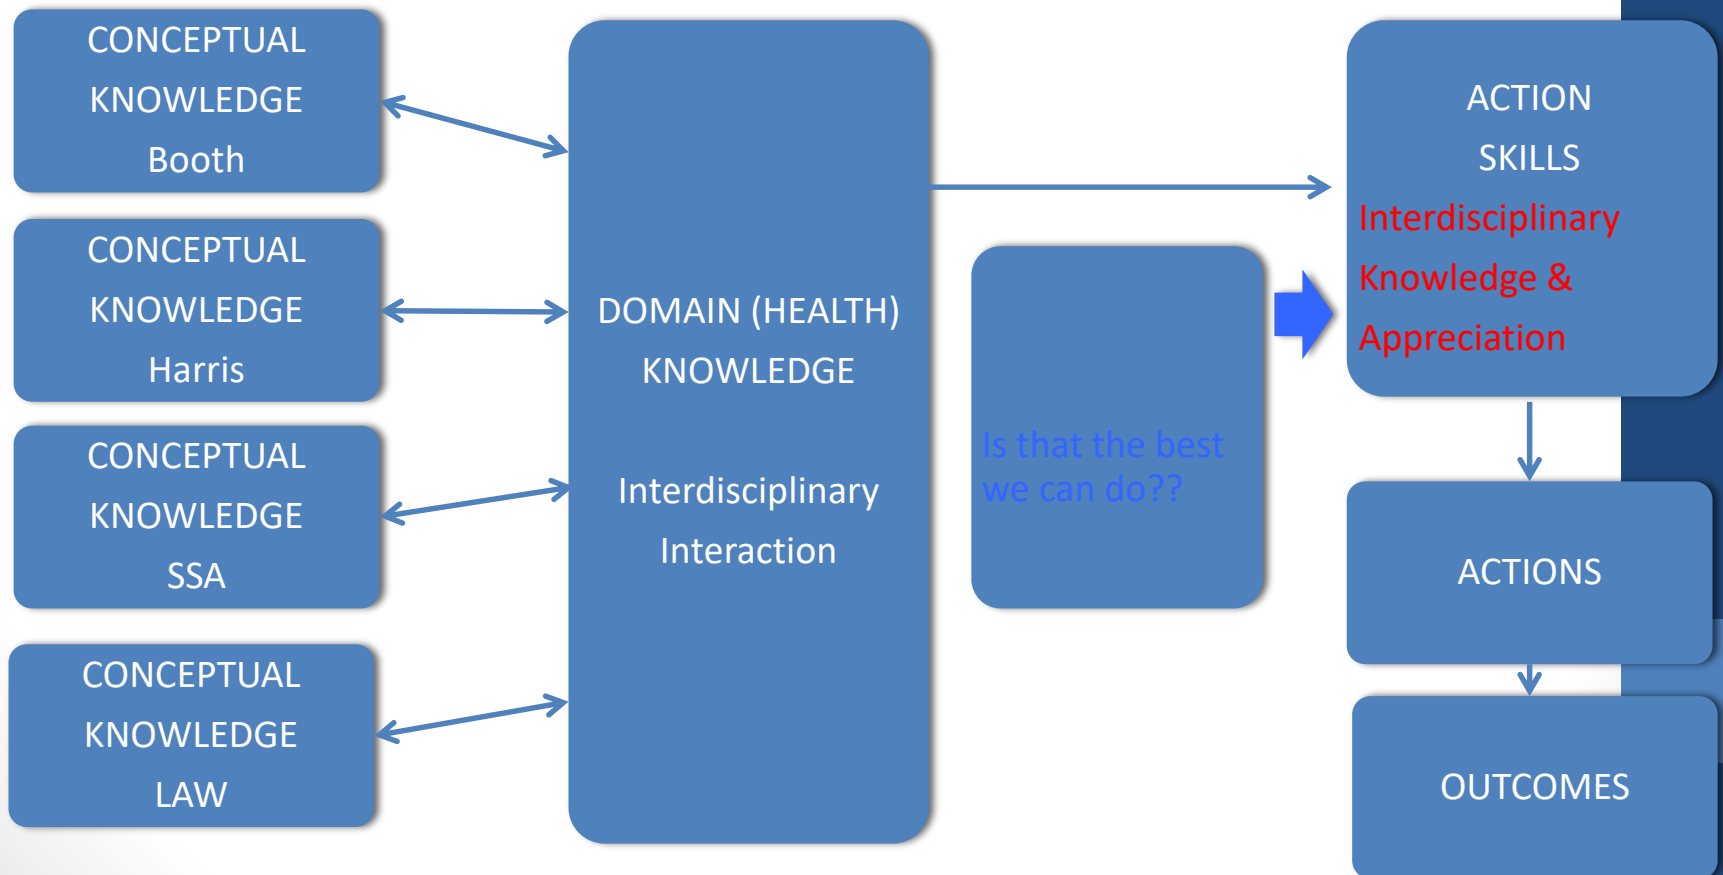 CONCEPTUAL
KNOWLEDGE
Booth
CONCEPTUAL
KNOWLEDGE
Harris
CONCEPTUAL
KNOWLEDGE
SSA
CONCEPTUAL
KNOWLEDGE
LAW
DOMAIN (HEALTH)
KNOWLEDGE
Interdisciplinary
Interaction
Is that the best
we can do??
ACTION
SKILLS
Interdisciplinary
Knowledge &
Appreciation
ACTIONS
OUTCOMES